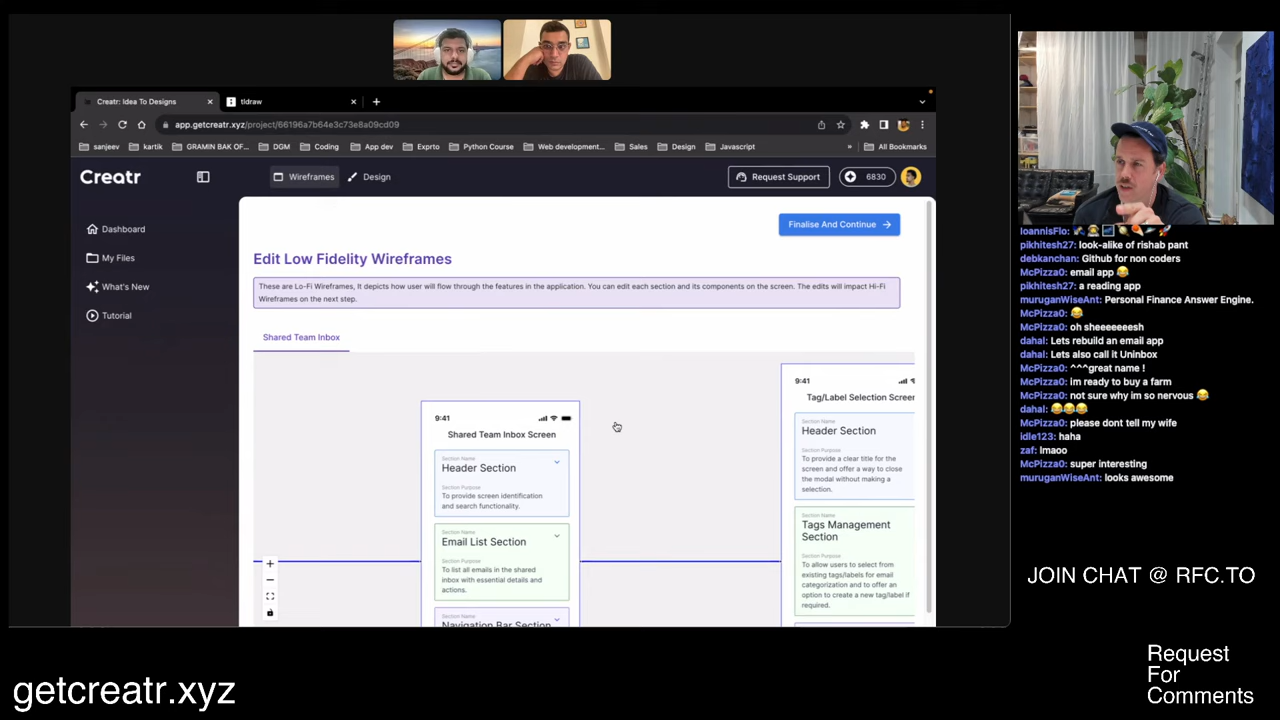 Creatr: Idea To Designs
tldraw
app.getcreatr.xyz/project/66196a7b64e3c73e8a09cd09
sanjeev
kartik
GRAMIN BAK OF...
DGM
Coding
App dev
Exprto
Python Course
Web development...
Sales
Design
Javascript
»
All Bookmarks
Creatr
Wireframes
Design
Request Support
6830
Dashboard
My Files
What's New
Tutorial
Finalise And Continue
Edit Low Fidelity Wireframes
These are Lo-Fi Wireframes, It depicts how user will flow through the features in the application. You can edit each section and its components on the screen. The edits will impact Hi-Fi
Wireframes on the next step.
Shared Team Inbox
9:41
Shared Team Inbox Screen
Section Name
Header Section
Section Purpose
To provide screen identification
and search functionality.
Section Name
Email List Section
Section Purpose
To list all emails in the shared
inbox with essential details and
actions.
Section Name
Navigation Bar Section
9:41
Tag/Label Selection Screen
Section Name
Header Section
Section Purpose
To provide a clear title for the
screen and offer a way to close
the modal without making a
selection.
Section Name
Tags Management
Section
Section Purpose
To allow users to select from
existing tags/labels for email
categorization and to offer an
option to create a new tag/label if
required.
IoannisFlo:
pikhitesh27: look-alike of rishab pant
debkanchan: Github for non coders
McPizza0: email app 😂
pikhitesh27: a reading app
muruganWiseAnt: Personal Finance Answer Engine.
McPizza0: 😂
McPizza0: oh sheeeeeesh
dahal: Lets rebuild an email app
dahal: Lets also call it Uninbox
McPizza0: ^^^great name !
McPizza0: im ready to buy a farm
McPizza0: not sure why im so nervous 😂
dahal: 😂😂😂
McPizza0: please dont tell my wife
idle123: haha
zaf: lmaoo
McPizza0: super interesting
muruganWiseAnt: looks awesome
JOIN CHAT @ RFC.TO
Request
For
Comments
getcreatr.xyz